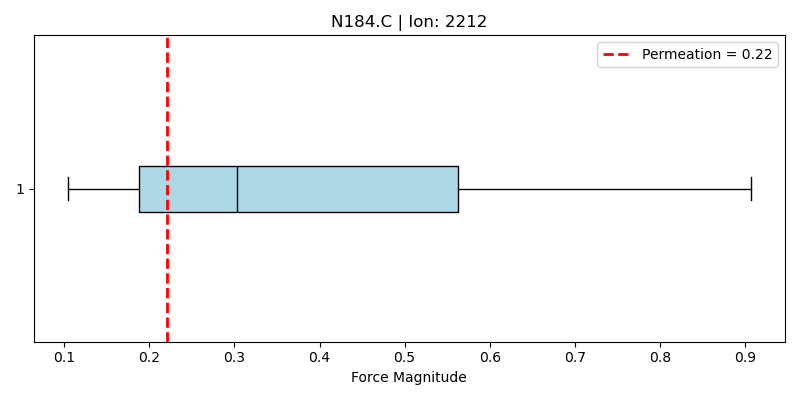 N184.C | Ion: 2212
Permeation = 0.22
1
0.1 0.2 0.3 0.4 0.5 0.6 0.7 0.8 0.9
Force Magnitude